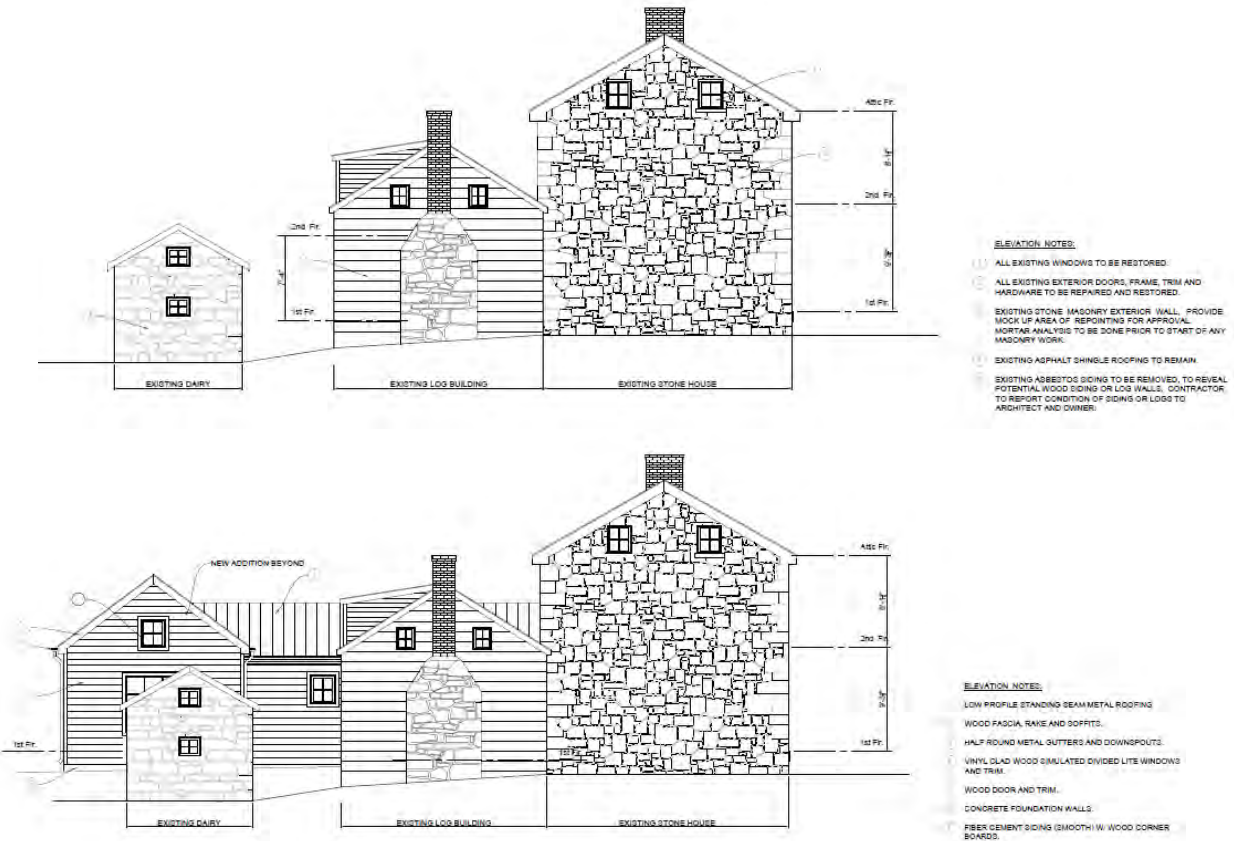 Attic Flr.
2nd Flr.
2nd Flr.
7'-4"
1st Flr.
1st Flr.
EXISTING DAIRY
EXISTING LOG BUILDING
EXISTING STONE HOUSE
ELEVATION NOTES:
ALL EXISTING WINDOWS TO BE RESTORED.
ALL EXISTING EXTERIOR DOORS, FRAME, TRIM AND
HARDWARE TO BE REPAIRED AND RESTORED.
EXISTING STONE MASONRY EXTERIOR WALL, PROVIDE
MOCK UP AREA OF REPOINTING FOR APPROVAL.
MORTAR ANALYSIS TO BE DONE PRIOR TO START OF ANY
MASONRY WORK.
EXISTING ASPHALT SHINGLE ROOFING TO REMAIN.
EXISTING ASBESTOS SIDING TO BE REMOVED, TO REVEAL
POTENTIAL WOOD SIDING OR LOG WALLS. CONTRACTOR
TO REPORT CONDITION OF SIDING OR LOGS TO
ARCHITECT AND OWNER.
NEW ADDITION BEYOND
Attic Flr.
2nd Flr.
1st Flr.
1st Flr.
1st Flr.
EXISTING DAIRY
EXISTING LOG BUILDING
EXISTING STONE HOUSE
ELEVATION NOTES:
LOW PROFILE STANDING SEAM METAL ROOFING
WOOD FASCIA, RAKE AND SOFFITS.
HALF ROUND METAL GUTTERS AND DOWNSPOUTS.
VINYL CLAD WOOD SIMULATED DIVIDED LITE WINDOWS
AND TRIM.
WOOD DOOR AND TRIM.
CONCRETE FOUNDATION WALLS.
FIBER CEMENT SIDING (SMOOTH) W/ WOOD CORNER
BOARDS.